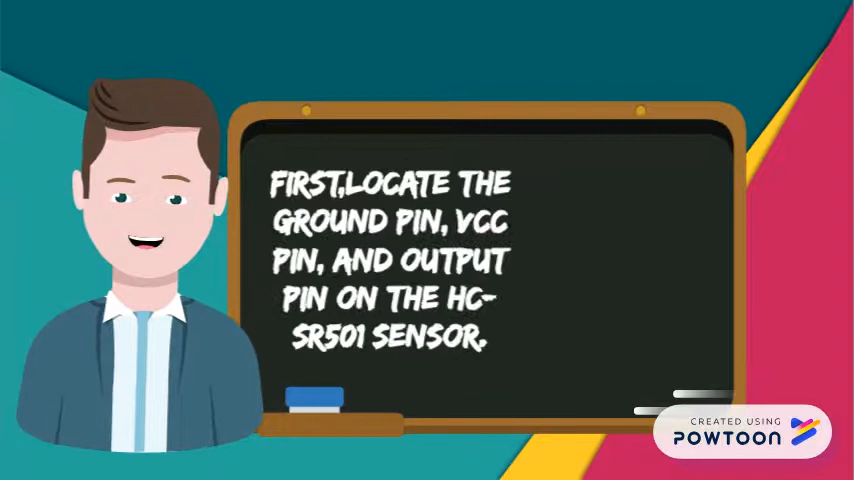 FIRST,LOCATE THE
GROUND PIN, VCC
PIN, AND OUTPUT
PIN ON THE HC-
SR501 SENSOR.
CREATED USING
POWTOON